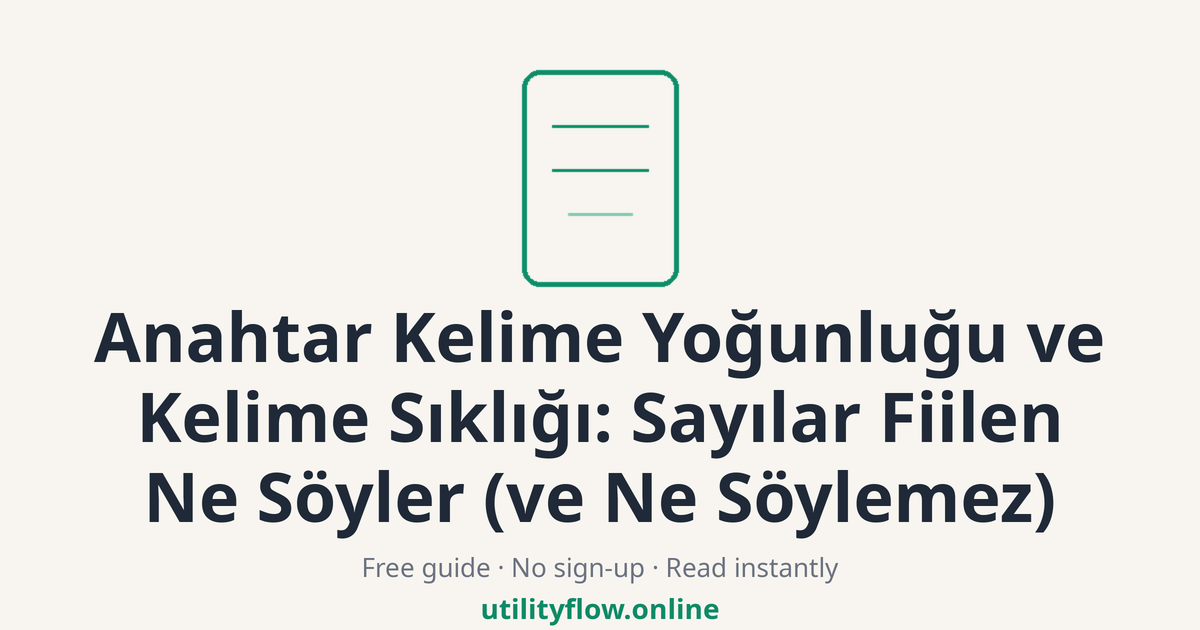 Anahtar Kelime Yoğunluğu ve
Kelime Sıklığı: Sayılar Fiilen
Ne Söyler (ve Ne Söylemez)
Free guide · No sign-up · Read instantly
utilityflow.online